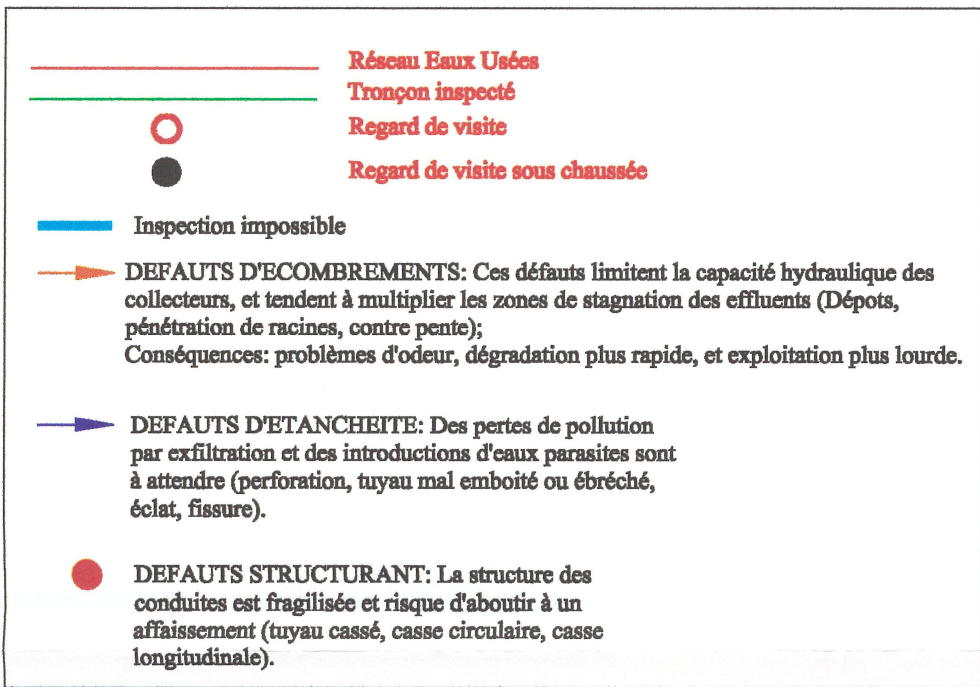 Réseau Eaux Usées
Tronçon inspecté
Regard de visite
Regard de visite sous chaussée
Inspection impossible
DEFAUTS D'ECOMBREMENTS: Ces défauts limitent la capacité hydraulique des
collecteurs, et tendent à multiplier les zones de stagnation des effluents (Dépots,
pénétration de racines, contre pente);
Conséquences: problèmes d'odeur, dégradation plus rapide, et exploitation plus lourde.
DEFAUTS D'ETANCHEITE: Des pertes de pollution
par exfiltration et des introductions d'eaux parasites sont
à attendre (perforation, tuyau mal emboité ou ébréché,
éclat, fissure).
DEFAUTS STRUCTURANT: La structure des
conduites est fragilisée et risque d'aboutir à un
affaissement (tuyau cassé, casse circulaire, casse
longitudinale).